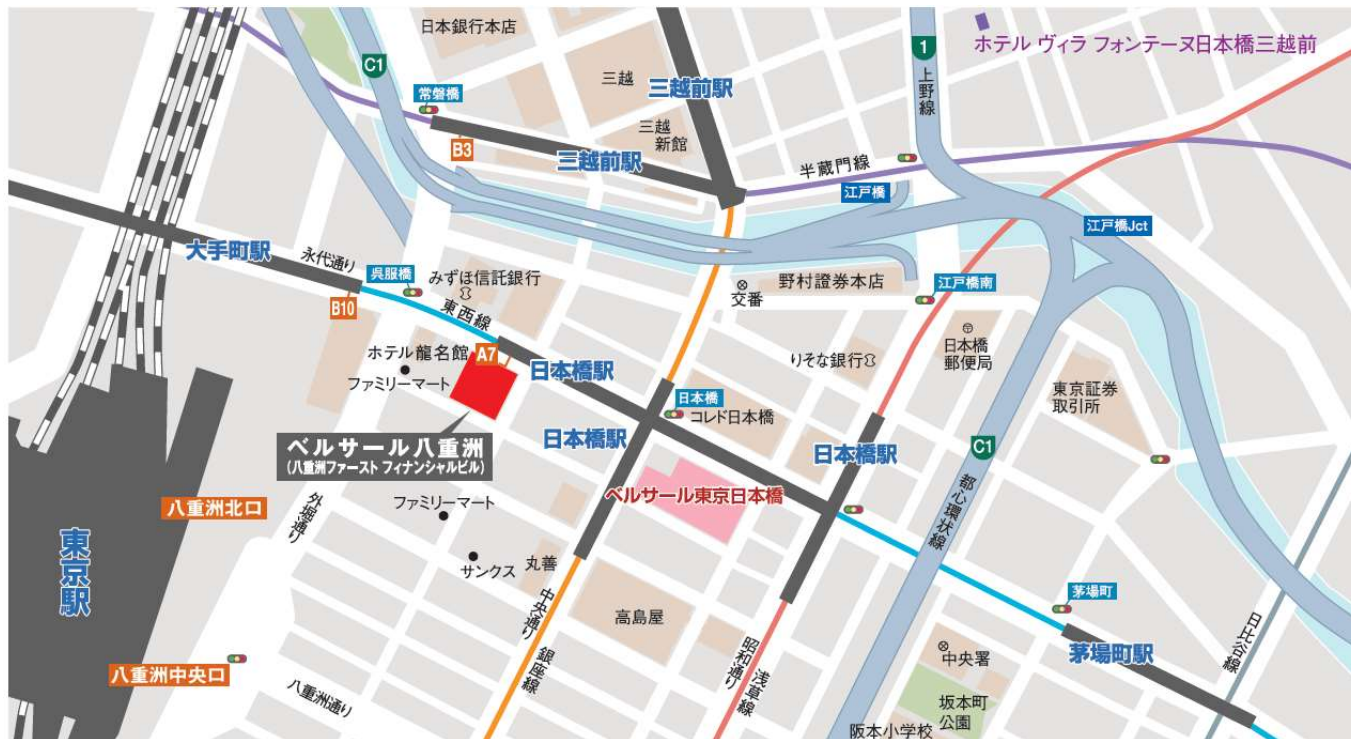 日本銀行本店
C1
1
ホテル ヴィラ フォンテーヌ日本橋三越前
三越
三越前駅
上野線
常磐橋
三越
新館
B3
三越前駅
半蔵門線
江戸橋
江戸橋Jct
大手町駅
永代通り
呉服橋
みずほ信託銀行
野村證券本店
江戸橋南
交番
B10
東西線
日本橋
郵便局
ホテル龍名館
A7
りそな銀行
ファミリーマート
日本橋駅
東京証券
取引所
日本橋
コレド日本橋
ベルサール八重洲
(八重洲ファースト フィナンシャルビル)
日本橋駅
日本橋駅
C1
ベルサール東京日本橋
外堀通り
ファミリーマート
八重洲北口
都心環状線
東京駅
サンクス
丸善
中央通り
高島屋
茅場町
日比谷線
昭和通り
浅草線
銀座線
中央署
茅場町駅
八重洲中央口
八重洲通り
坂本町
公園
阪本小学校